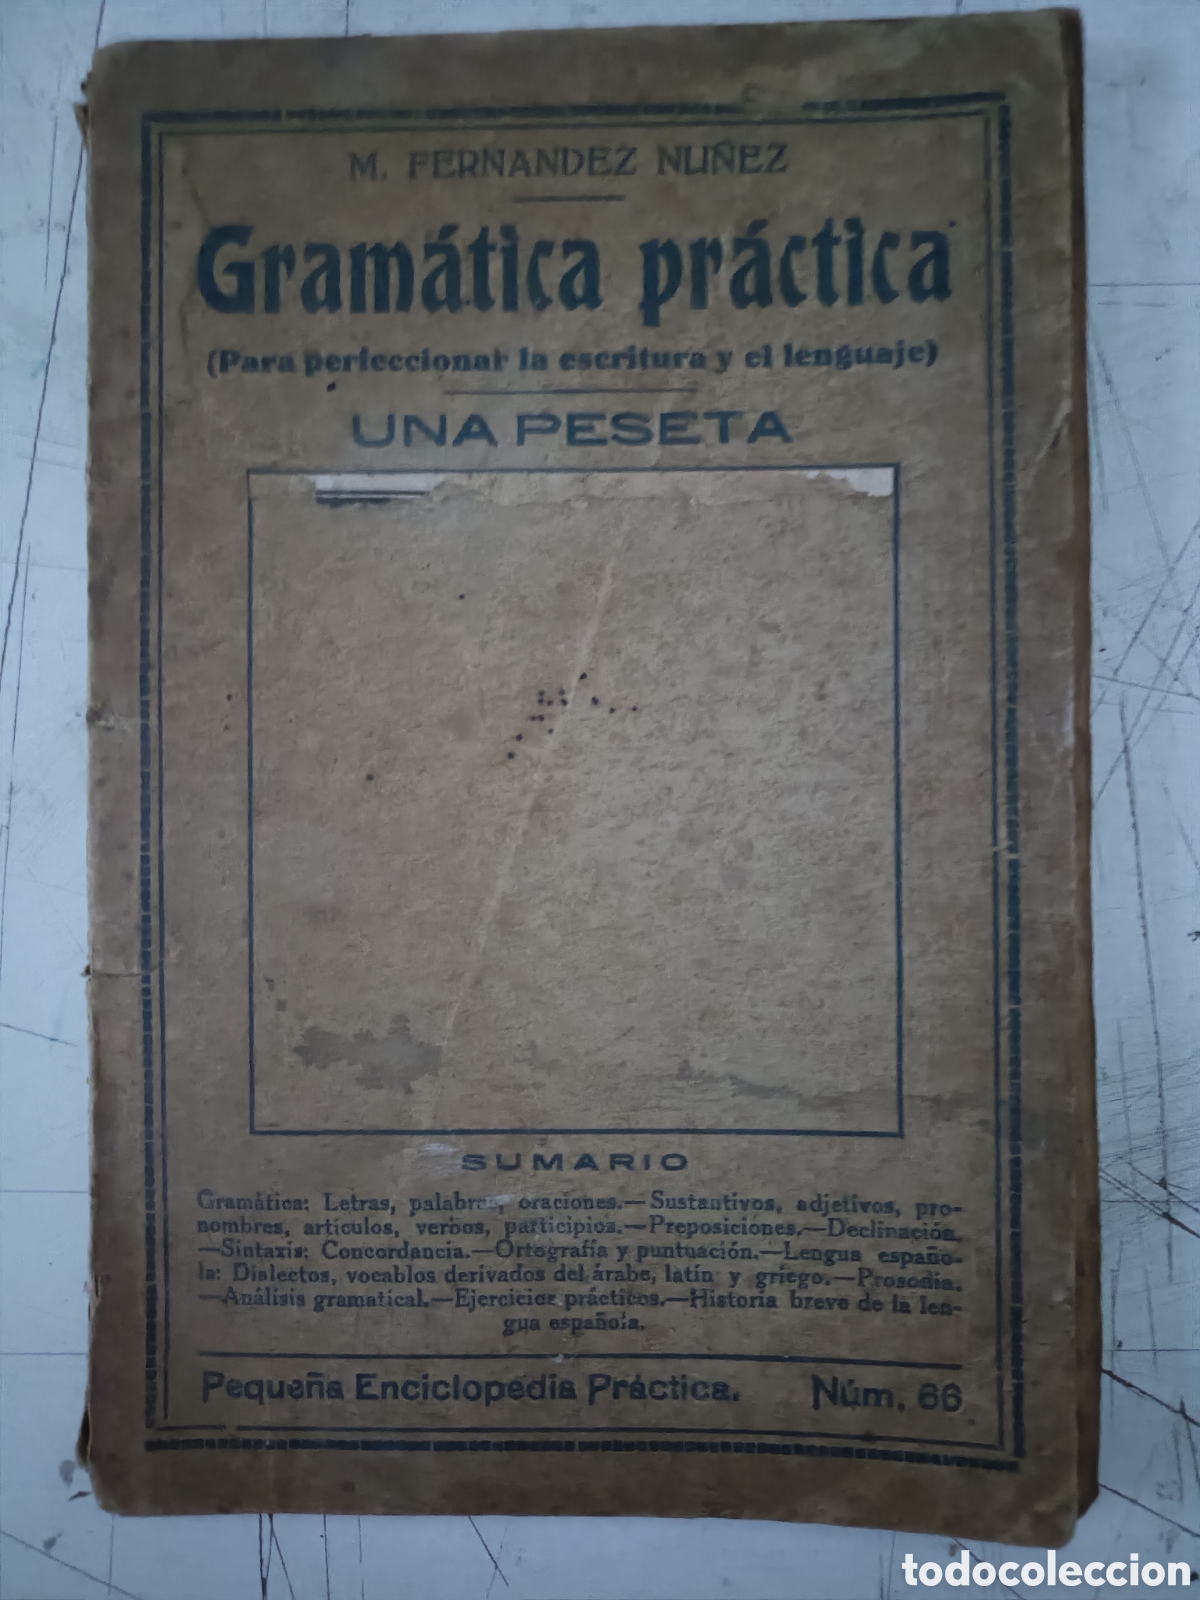 M. FERNANDEZ NUÑEZ
Gramática práctica
(Para perfeccionar la escritura y el lenguaje)
UNA PESETA
SUMARIO
Gramática: Letras, palabras, oraciones.—Sustantivos, adjetivos, pro-
nombres, artículos, verbos, participios.—Preposiciones.—Declinación.
—Sintaxis: Concordancia.—Ortografía y puntuación.—Lengua españo-
la: Dialectos, vocablos derivados del árabe, latín y griego.—Prosodia.
—Análisis gramatical.—Ejercicios prácticos.—Historia breve de la len-
gua española.
Pequeña Enciclopedia Práctica. Núm. 66
todocoleccion